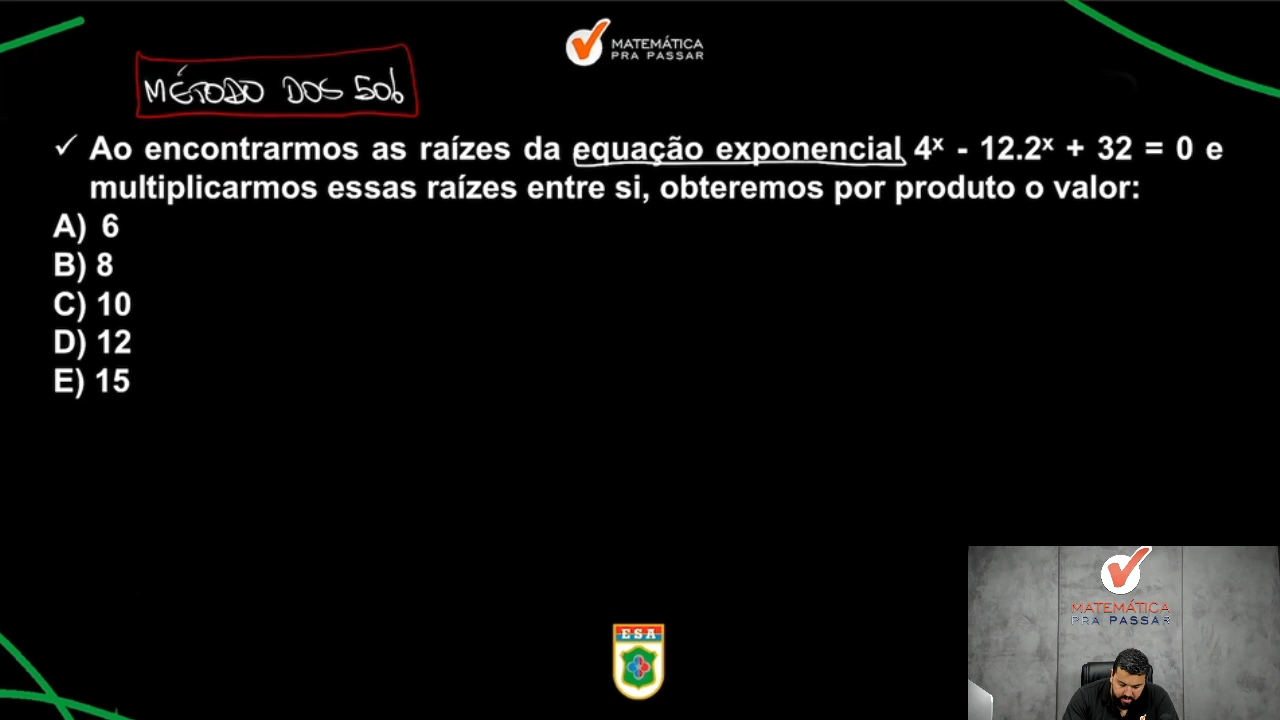 MATEMÁTICA
PRA PASSAR
MÉTODO DOS 50%
✓ Ao encontrarmos as raízes da equação exponencial 4ˣ - 12.2ˣ + 32 = 0 e
multiplicarmos essas raízes entre si, obteremos por produto o valor:
A) 6
B) 8
C) 10
D) 12
E) 15
MATEMÁTICA
PRA PASSAR
ESA